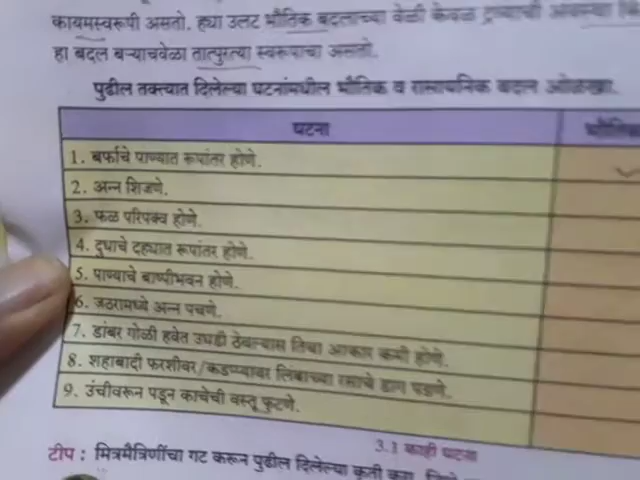 कायमस्वरूपी असतो. ह्या उलट भौतिक बदलाच्या वेळी केवळ द्रव्याची अवस्था
हा बदल बऱ्याचवेळा तात्पुरत्या स्वरूपाचा असतो.
पुढील तक्त्यात दिलेल्या घटनांमधील भौतिक व रासायनिक बदल ओळखा.
घटना भौतिक
1. बर्फाचे पाण्यात रूपांतर होणे.
2. अन्न शिजणे.
3. फळ परिपक्व होणे.
4. दुधाचे दह्यात रूपांतर होणे.
5. पाण्याचे बाष्पीभवन होणे.
6. जठरामध्ये अन्न पचणे.
7. डांबर गोळी हवेत उघडी ठेवल्यास तिचा आकार कमी होणे.
8. शहाबादी फरशीवर/कडप्प्यावर लिंबाच्या रसाचे डाग पडणे.
9. उंचीवरून पडून काचेची वस्तू फुटणे.
3.1 काही घटना
टीप : मित्रमैत्रिणींचा गट करून पुढील दिलेल्या कृती करा.